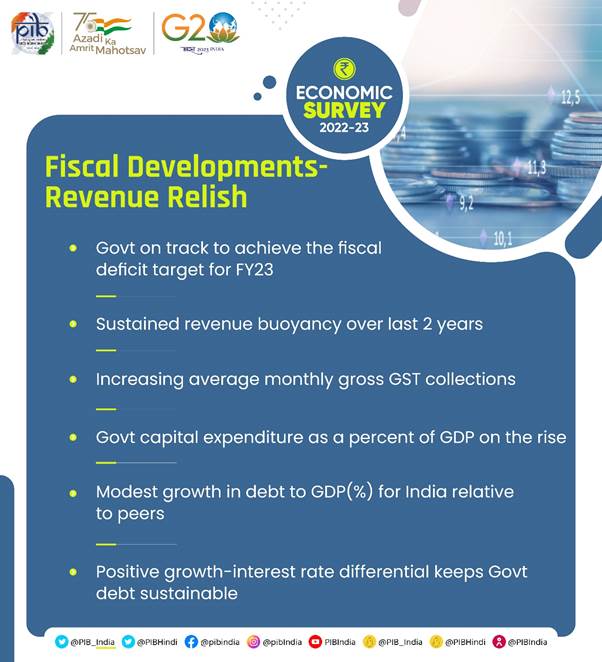 pib
75
Azadi Ka
Amrit Mahotsav
G20
भारत 2023 INDIA
₹
ECONOMIC
SURVEY
2022-23
12,5
11,3
9,2
10,1
Fiscal Developments-
Revenue Relish
Govt on track to achieve the fiscal
deficit target for FY23
Sustained revenue buoyancy over last 2 years
Increasing average monthly gross GST collections
Govt capital expenditure as a percent of GDP on the rise
Modest growth in debt to GDP(%) for India relative
to peers
Positive growth-interest rate differential keeps Govt
debt sustainable
@PIB_India @PIBHindi @pibindia @pibIndia PIBIndia @PIB_India @PIBHindi @PIBIndia